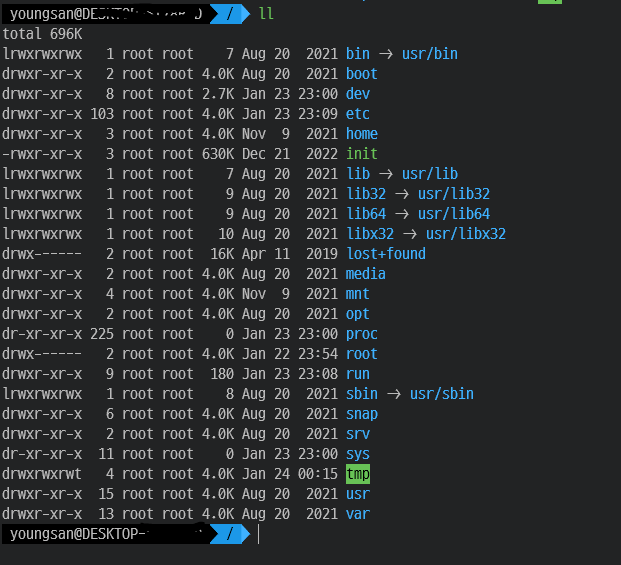 youngsan@DESKTOP / ll
total 696K
lrwxrwxrwx 1 root root 7 Aug 20 2021 bin -> usr/bin
drwxr-xr-x 2 root root 4.0K Aug 20 2021 boot
drwxr-xr-x 8 root root 2.7K Jan 23 23:00 dev
drwxr-xr-x 103 root root 4.0K Jan 23 23:09 etc
drwxr-xr-x 3 root root 4.0K Nov 9 2021 home
-rwxr-xr-x 3 root root 630K Dec 21 2022 init
lrwxrwxrwx 1 root root 7 Aug 20 2021 lib -> usr/lib
lrwxrwxrwx 1 root root 9 Aug 20 2021 lib32 -> usr/lib32
lrwxrwxrwx 1 root root 9 Aug 20 2021 lib64 -> usr/lib64
lrwxrwxrwx 1 root root 10 Aug 20 2021 libx32 -> usr/libx32
drwx------ 2 root root 16K Apr 11 2019 lost+found
drwxr-xr-x 2 root root 4.0K Aug 20 2021 media
drwxr-xr-x 4 root root 4.0K Nov 9 2021 mnt
drwxr-xr-x 2 root root 4.0K Aug 20 2021 opt
dr-xr-xr-x 225 root root 0 Jan 23 23:00 proc
drwx------ 2 root root 4.0K Jan 22 23:54 root
drwxr-xr-x 9 root root 180 Jan 23 23:08 run
lrwxrwxrwx 1 root root 8 Aug 20 2021 sbin -> usr/sbin
drwxr-xr-x 6 root root 4.0K Aug 20 2021 snap
drwxr-xr-x 2 root root 4.0K Aug 20 2021 srv
dr-xr-xr-x 11 root root 0 Jan 23 23:00 sys
drwxrwxrwt 4 root root 4.0K Jan 24 00:15 tmp
drwxr-xr-x 15 root root 4.0K Aug 20 2021 usr
drwxr-xr-x 13 root root 4.0K Aug 20 2021 var
youngsan@DESKTOP- /